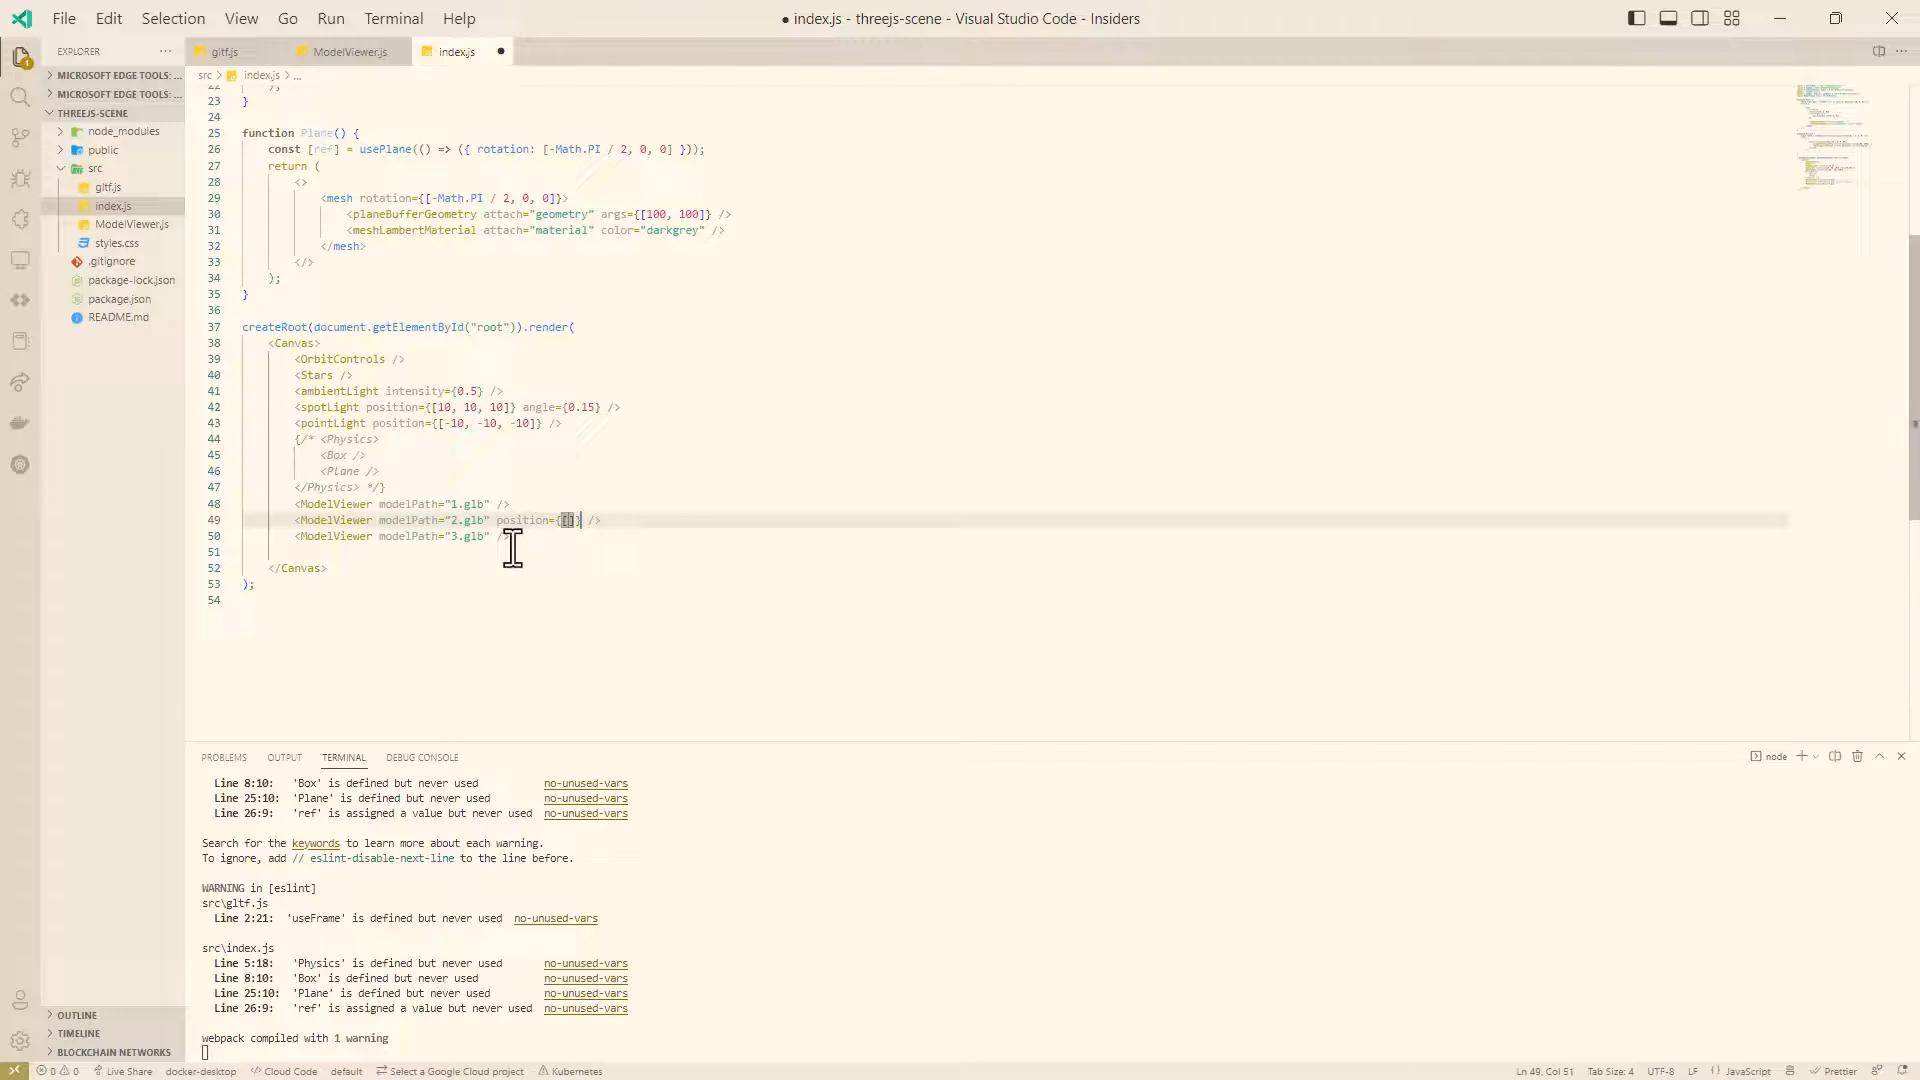 File Edit Selection View Go Run Terminal Help
● index.js - threejs-scene - Visual Studio Code - Insiders
EXPLORER ···
MICROSOFT EDGE TOOLS: ...
MICROSOFT EDGE TOOLS: ...
THREEJS-SCENE
node_modules
public
src
gltf.js
index.js
ModelViewer.js
styles.css
.gitignore
package-lock.json
package.json
README.md
OUTLINE
TIMELINE
BLOCKCHAIN NETWORKS
1
gltf.js ModelViewer.js index.js ●
src > index.js > ...
22 );
23 }
24
25 function Plane() {
26 const [ref] = usePlane(() => ({ rotation: [-Math.PI / 2, 0, 0] }));
27 return (
28 <>
29 <mesh rotation={[-Math.PI / 2, 0, 0]}>
30 <planeBufferGeometry attach="geometry" args={[100, 100]} />
31 <meshLambertMaterial attach="material" color="darkgrey" />
32 </mesh>
33 </>
34 );
35 }
36
37 createRoot(document.getElementById("root")).render(
38 <Canvas>
39 <OrbitControls />
40 <Stars />
41 <ambientLight intensity={0.5} />
42 <spotLight position={[10, 10, 10]} angle={0.15} />
43 <pointLight position={[-10, -10, -10]} />
44 {/* <Physics>
45 <Box />
46 <Plane />
47 </Physics> */}
48 <ModelViewer modelPath="1.glb" />
49 <ModelViewer modelPath="2.glb" position={[]} />
50 <ModelViewer modelPath="3.glb" />
51
52 </Canvas>
53 );
54
PROBLEMS OUTPUT TERMINAL DEBUG CONSOLE
node
Line 8:10: 'Box' is defined but never used no-unused-vars
Line 25:10: 'Plane' is defined but never used no-unused-vars
Line 26:9: 'ref' is assigned a value but never used no-unused-vars
Search for the keywords to learn more about each warning.
To ignore, add // eslint-disable-next-line to the line before.
WARNING in [eslint]
src\gltf.js
Line 2:21: 'useFrame' is defined but never used no-unused-vars
src\index.js
Line 5:18: 'Physics' is defined but never used no-unused-vars
Line 8:10: 'Box' is defined but never used no-unused-vars
Line 25:10: 'Plane' is defined but never used no-unused-vars
Line 26:9: 'ref' is assigned a value but never used no-unused-vars
webpack compiled with 1 warning
0 0 Live Share docker-desktop Cloud Code default Select a Google Cloud project Kubernetes
Ln 49, Col 51 Tab Size: 4 UTF-8 LF JavaScript Prettier